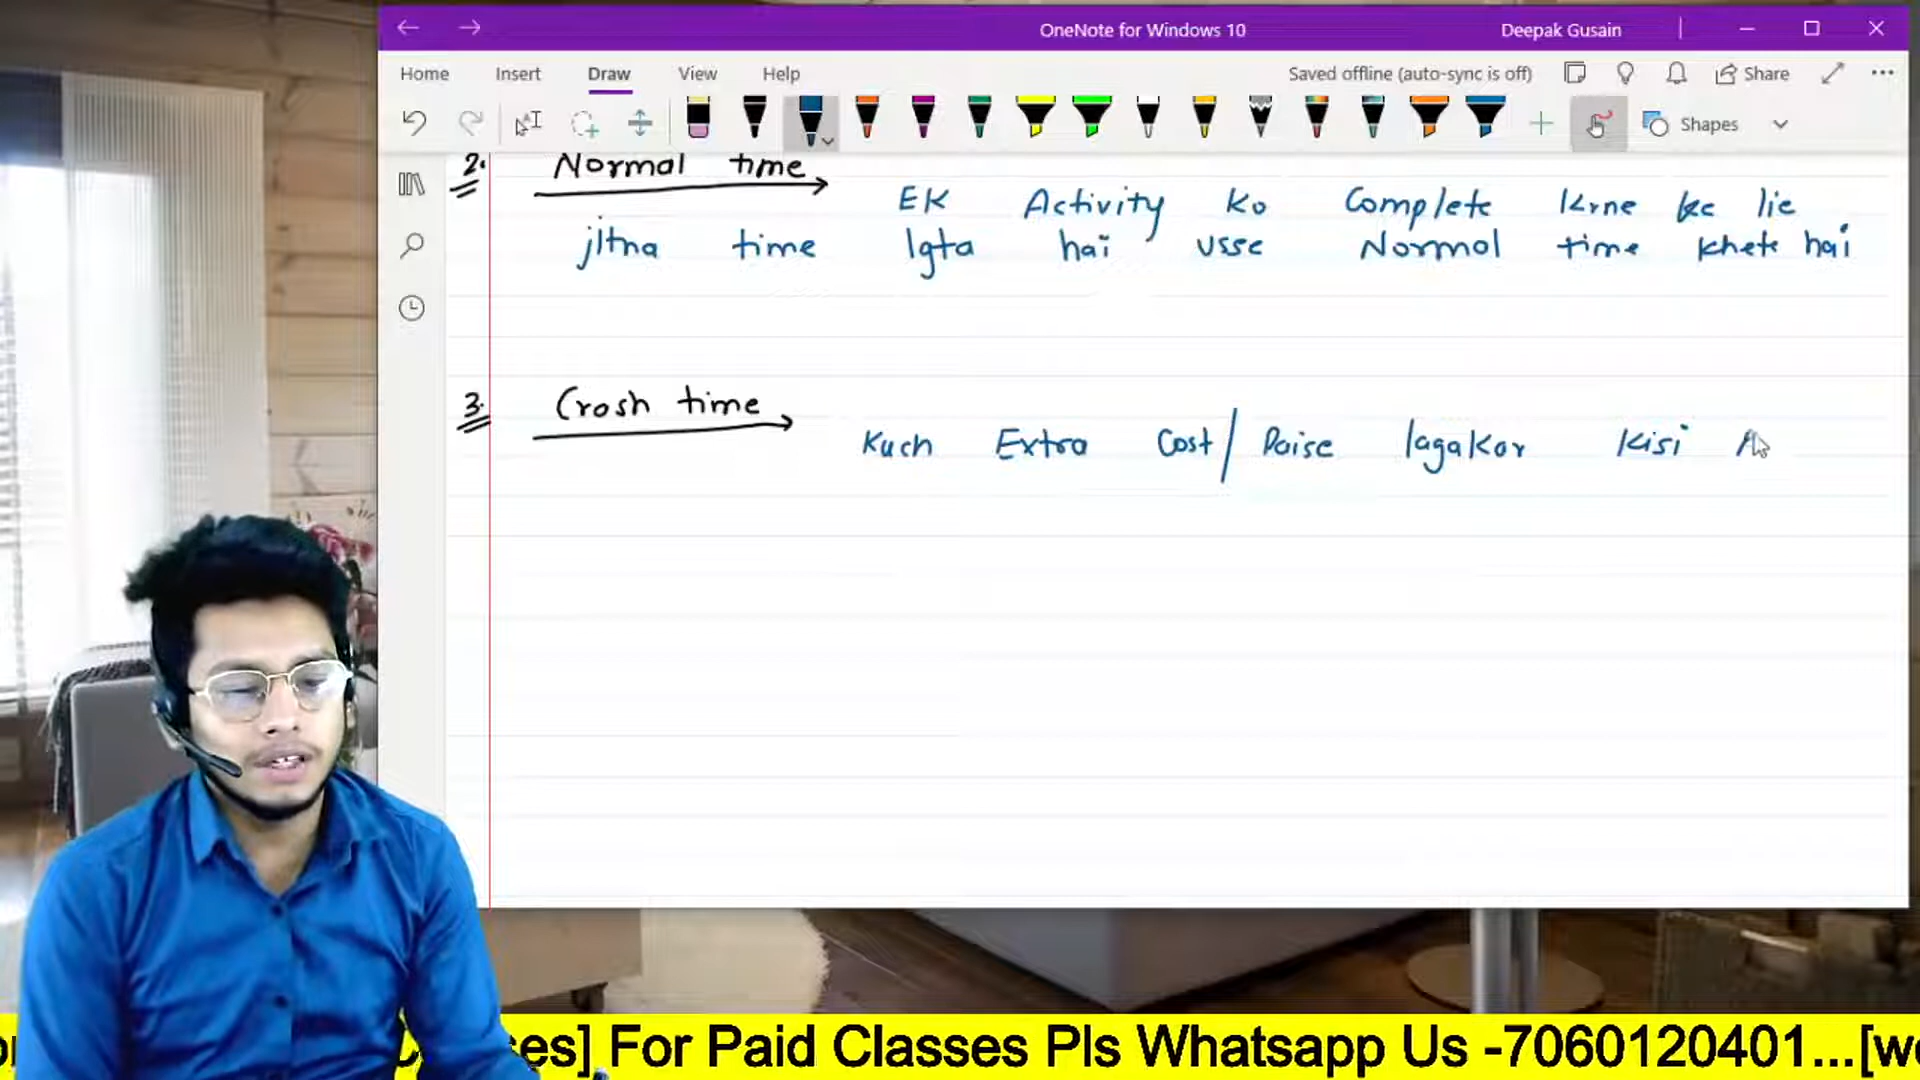 OneNote for Windows 10 Deepak Gusain
Home Insert Draw View Help Saved offline (auto-sync is off) Share
Shapes
2. Normal time
EK Activity ko Complete Krne ke lie
jitna time lgta hai usse Normal time khete hai
3. Crash time
Kuch Extra Cost/Paise lagakar kisi
es] For Paid Classes Pls Whatsapp Us -7060120401...[we